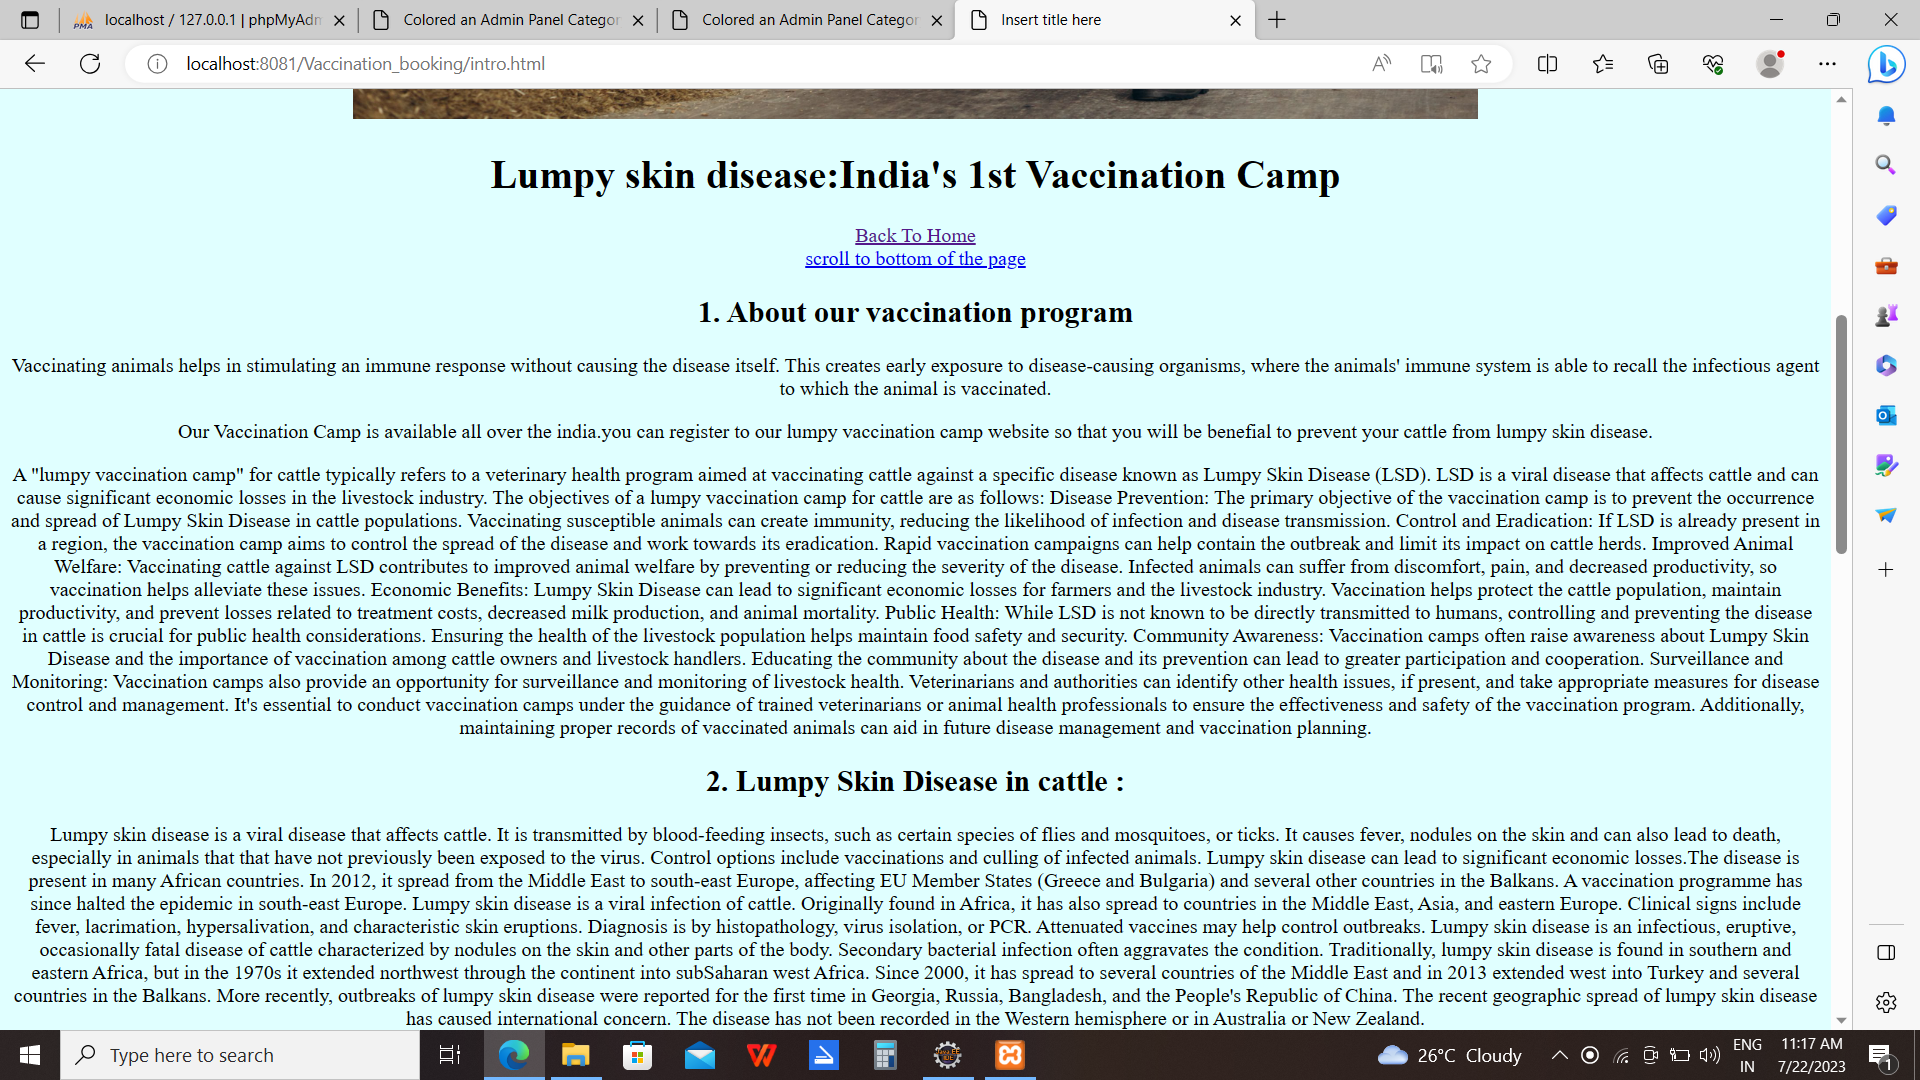 localhost / 127.0.0.1 | phpMyAdm
Colored an Admin Panel Categor
Colored an Admin Panel Categor
Insert title here
localhost:8081/Vaccination_booking/intro.html
Lumpy skin disease:India's 1st Vaccination Camp
Back To Home
scroll to bottom of the page
1. About our vaccination program
Vaccinating animals helps in stimulating an immune response without causing the disease itself. This creates early exposure to disease-causing organisms, where the animals' immune system is able to recall the infectious agent
to which the animal is vaccinated.
Our Vaccination Camp is available all over the india.you can register to our lumpy vaccination camp website so that you will be benefial to prevent your cattle from lumpy skin disease.
A "lumpy vaccination camp" for cattle typically refers to a veterinary health program aimed at vaccinating cattle against a specific disease known as Lumpy Skin Disease (LSD). LSD is a viral disease that affects cattle and can
cause significant economic losses in the livestock industry. The objectives of a lumpy vaccination camp for cattle are as follows: Disease Prevention: The primary objective of the vaccination camp is to prevent the occurrence
and spread of Lumpy Skin Disease in cattle populations. Vaccinating susceptible animals can create immunity, reducing the likelihood of infection and disease transmission. Control and Eradication: If LSD is already present in
a region, the vaccination camp aims to control the spread of the disease and work towards its eradication. Rapid vaccination campaigns can help contain the outbreak and limit its impact on cattle herds. Improved Animal
Welfare: Vaccinating cattle against LSD contributes to improved animal welfare by preventing or reducing the severity of the disease. Infected animals can suffer from discomfort, pain, and decreased productivity, so
vaccination helps alleviate these issues. Economic Benefits: Lumpy Skin Disease can lead to significant economic losses for farmers and the livestock industry. Vaccination helps protect the cattle population, maintain
productivity, and prevent losses related to treatment costs, decreased milk production, and animal mortality. Public Health: While LSD is not known to be directly transmitted to humans, controlling and preventing the disease
in cattle is crucial for public health considerations. Ensuring the health of the livestock population helps maintain food safety and security. Community Awareness: Vaccination camps often raise awareness about Lumpy Skin
Disease and the importance of vaccination among cattle owners and livestock handlers. Educating the community about the disease and its prevention can lead to greater participation and cooperation. Surveillance and
Monitoring: Vaccination camps also provide an opportunity for surveillance and monitoring of livestock health. Veterinarians and authorities can identify other health issues, if present, and take appropriate measures for disease
control and management. It's essential to conduct vaccination camps under the guidance of trained veterinarians or animal health professionals to ensure the effectiveness and safety of the vaccination program. Additionally,
maintaining proper records of vaccinated animals can aid in future disease management and vaccination planning.
2. Lumpy Skin Disease in cattle :
Lumpy skin disease is a viral disease that affects cattle. It is transmitted by blood-feeding insects, such as certain species of flies and mosquitoes, or ticks. It causes fever, nodules on the skin and can also lead to death,
especially in animals that that have not previously been exposed to the virus. Control options include vaccinations and culling of infected animals. Lumpy skin disease can lead to significant economic losses.The disease is
present in many African countries. In 2012, it spread from the Middle East to south-east Europe, affecting EU Member States (Greece and Bulgaria) and several other countries in the Balkans. A vaccination programme has
since halted the epidemic in south-east Europe. Lumpy skin disease is a viral infection of cattle. Originally found in Africa, it has also spread to countries in the Middle East, Asia, and eastern Europe. Clinical signs include
fever, lacrimation, hypersalivation, and characteristic skin eruptions. Diagnosis is by histopathology, virus isolation, or PCR. Attenuated vaccines may help control outbreaks. Lumpy skin disease is an infectious, eruptive,
occasionally fatal disease of cattle characterized by nodules on the skin and other parts of the body. Secondary bacterial infection often aggravates the condition. Traditionally, lumpy skin disease is found in southern and
eastern Africa, but in the 1970s it extended northwest through the continent into subSaharan west Africa. Since 2000, it has spread to several countries of the Middle East and in 2013 extended west into Turkey and several
countries in the Balkans. More recently, outbreaks of lumpy skin disease were reported for the first time in Georgia, Russia, Bangladesh, and the People's Republic of China. The recent geographic spread of lumpy skin disease
has caused international concern. The disease has not been recorded in the Western hemisphere or in Australia or New Zealand.
Type here to search
26°C Cloudy
ENG
IN
11:17 AM
7/22/2023
1